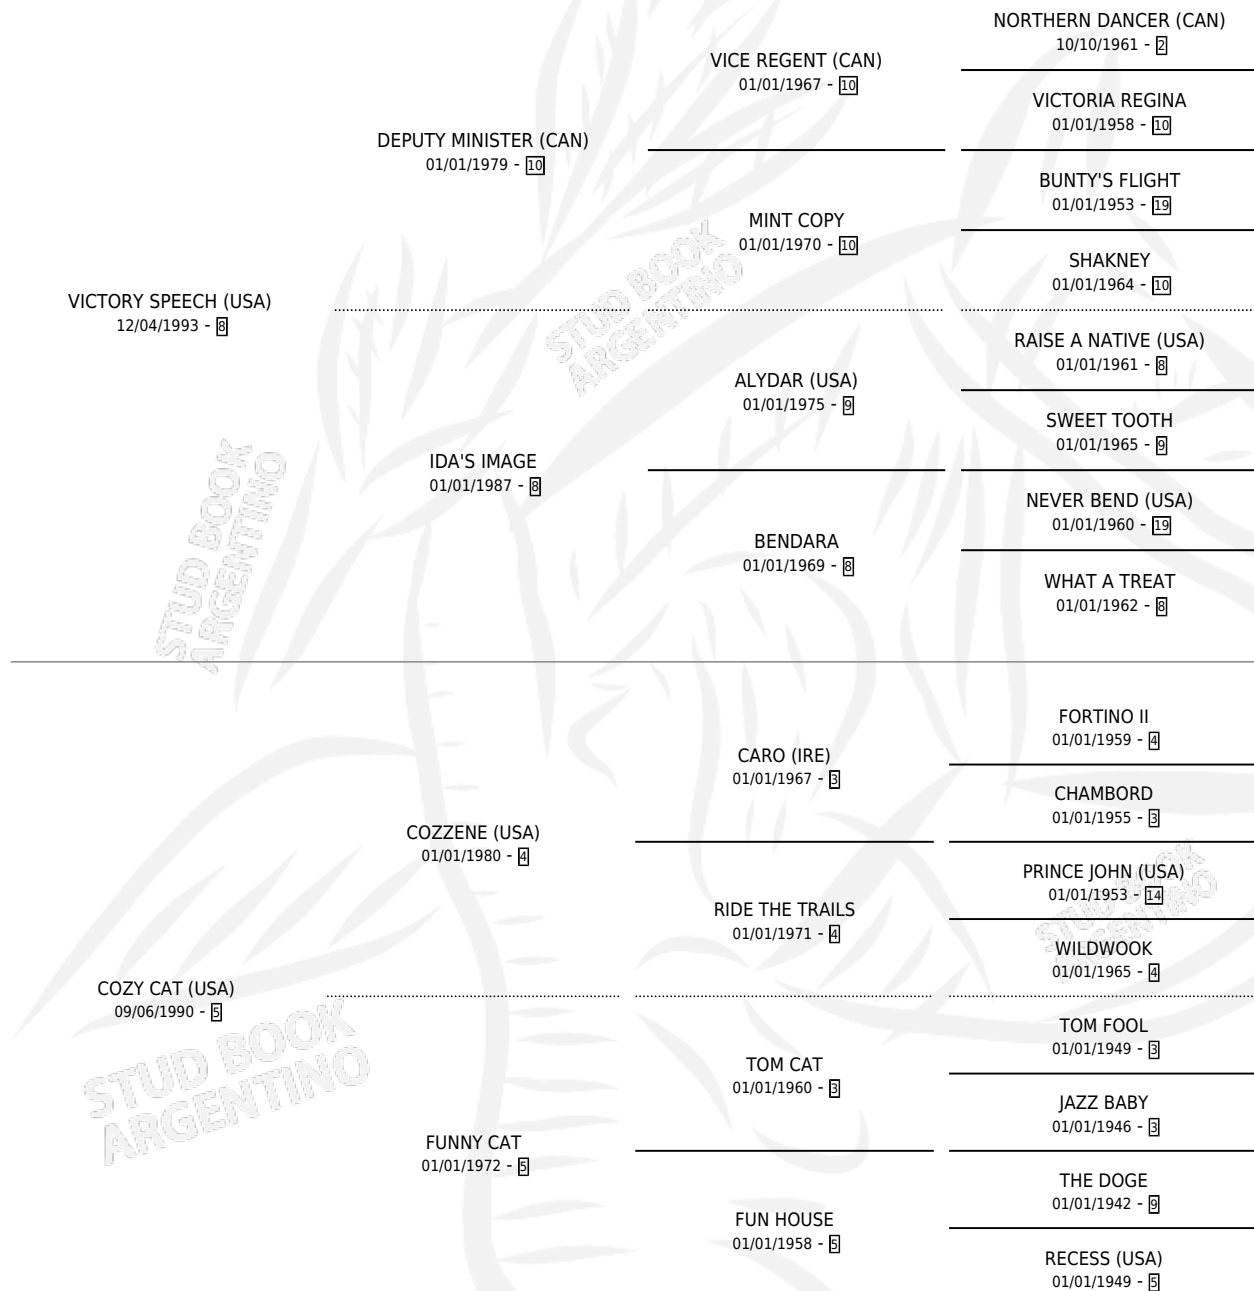 NORTHERN DANCER (CAN)
10/10/1961 - 2
VICE REGENT (CAN)
01/01/1967 - 10
VICTORIA REGINA
01/01/1958 - 10
DEPUTY MINISTER (CAN)
01/01/1979 - 10
BUNTY'S FLIGHT
01/01/1953 - 19
MINT COPY
01/01/1970 - 10
SHAKNEY
01/01/1964 - 10
VICTORY SPEECH (USA)
12/04/1993 - 8
RAISE A NATIVE (USA)
01/01/1961 - 8
ALYDAR (USA)
01/01/1975 - 9
SWEET TOOTH
01/01/1965 - 9
IDA'S IMAGE
01/01/1987 - 8
NEVER BEND (USA)
01/01/1960 - 19
BENDARA
01/01/1969 - 8
WHAT A TREAT
01/01/1962 - 8
FORTINO II
01/01/1959 - 4
CARO (IRE)
01/01/1967 - 3
CHAMBORD
01/01/1955 - 3
COZZENE (USA)
01/01/1980 - 4
PRINCE JOHN (USA)
01/01/1953 - 14
RIDE THE TRAILS
01/01/1971 - 4
WILDWOOK
01/01/1965 - 4
COZY CAT (USA)
09/06/1990 - 5
TOM FOOL
01/01/1949 - 3
TOM CAT
01/01/1960 - 3
JAZZ BABY
01/01/1946 - 3
FUNNY CAT
01/01/1972 - 5
THE DOGE
01/01/1942 - 9
FUN HOUSE
01/01/1958 - 5
RECESS (USA)
01/01/1949 - 5
STUD BOOK
ARGENTINO
STUD BOOK
ARGENTINO
STUD BOOK
ARGENTINO
STUD BOOK
ARGENTINO